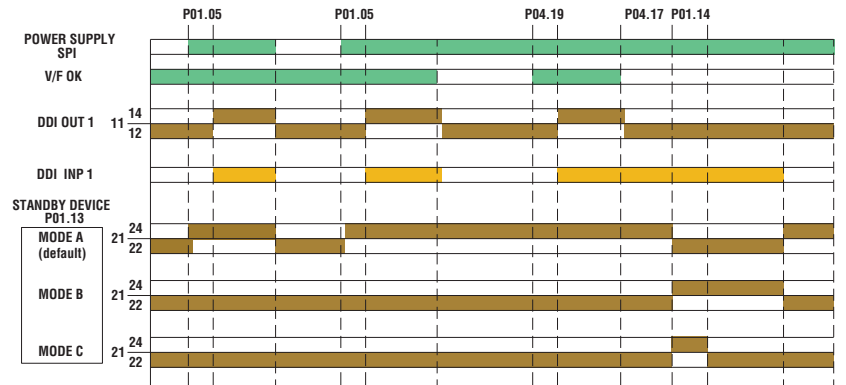 P01.05 P01.05 P04.19 P04.17 P01.14
POWER SUPPLY
SPI
V/F OK
DDI OUT 1 11 14
12
DDI INP 1
STANDBY DEVICE
P01.13
MODE A
(default)
21 24
22
MODE B 21 24
22
MODE C 21 24
22